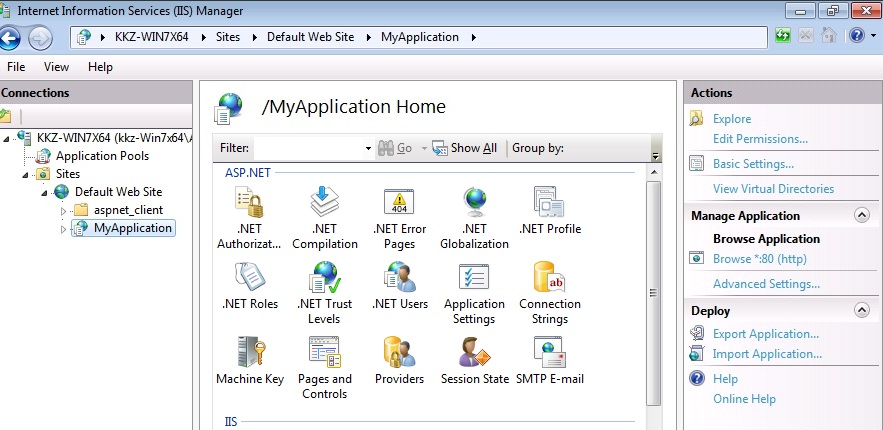 Internet Information Services (IIS) Manager
KKZ-WIN7X64 Sites Default Web Site MyApplication
File View Help
Connections
KKZ-WIN7X64 (kkz-Win7x64\A
Application Pools
Sites
Default Web Site
aspnet_client
MyApplication
/MyApplication Home
Filter: Go Show All Group by:
ASP.NET
.NET Authorizat...
.NET Compilation
.NET Error Pages
.NET Globalization
.NET Profile
.NET Roles
.NET Trust Levels
.NET Users
Application Settings
Connection Strings
Machine Key
Pages and Controls
Providers
Session State
SMTP E-mail
IIS
Actions
Explore
Edit Permissions...
Basic Settings...
View Virtual Directories
Manage Application
Browse Application
Browse *:80 (http)
Advanced Settings...
Deploy
Export Application...
Import Application...
Help
Online Help